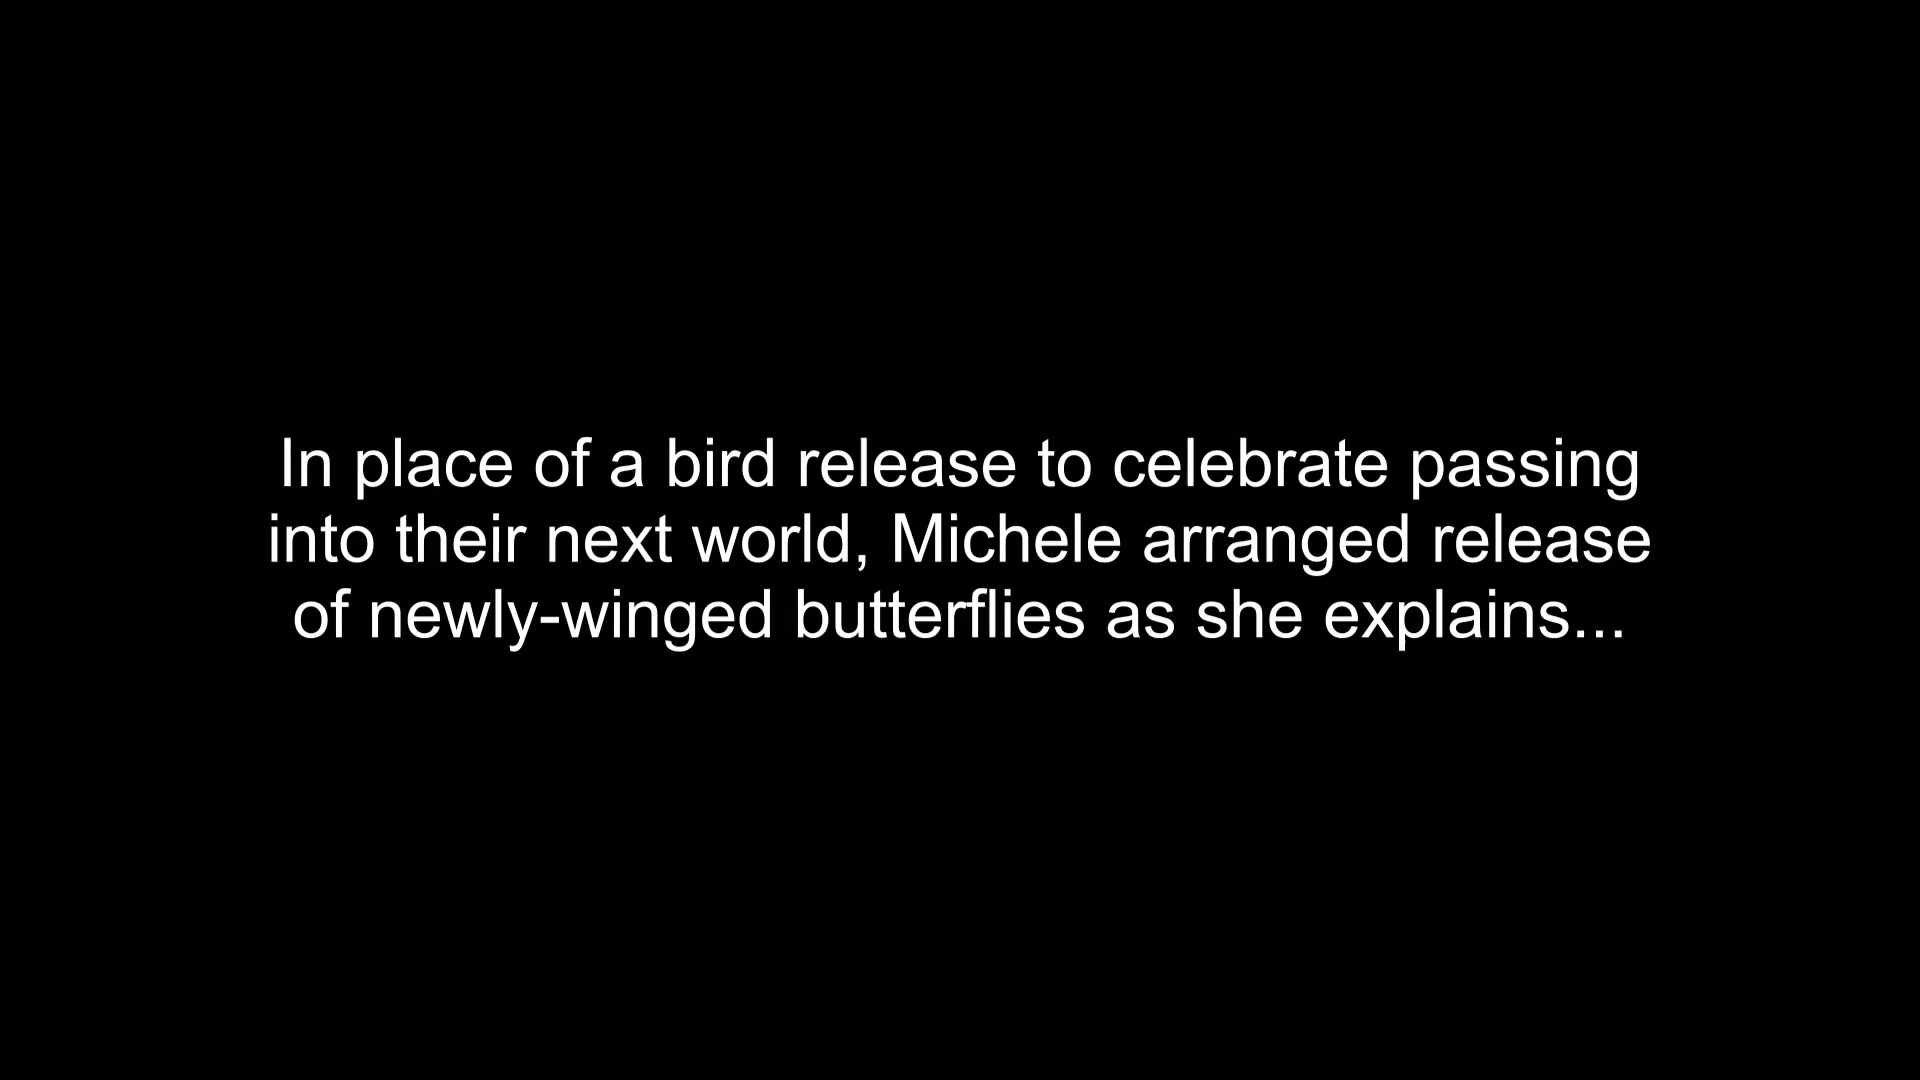 In place of a bird release to celebrate passing
into their next world, Michele arranged release
of newly-winged butterflies as she explains...